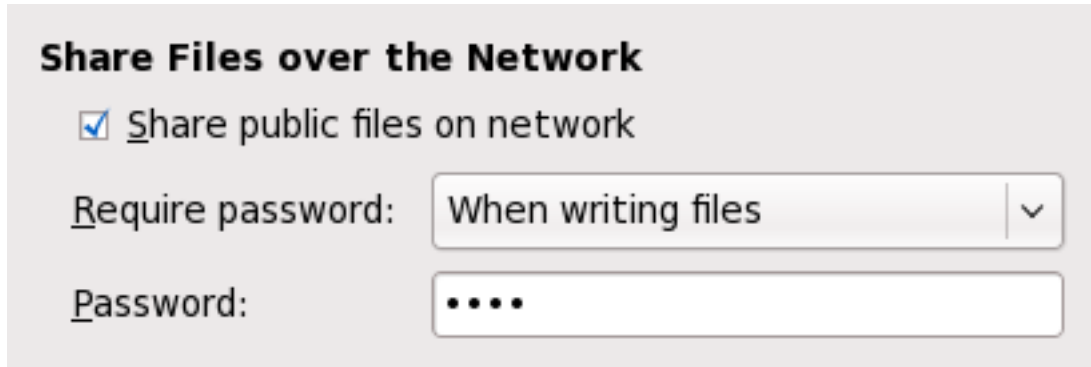 Share Files over the Network
Share public files on network
Require password: When writing files
Password: ••••